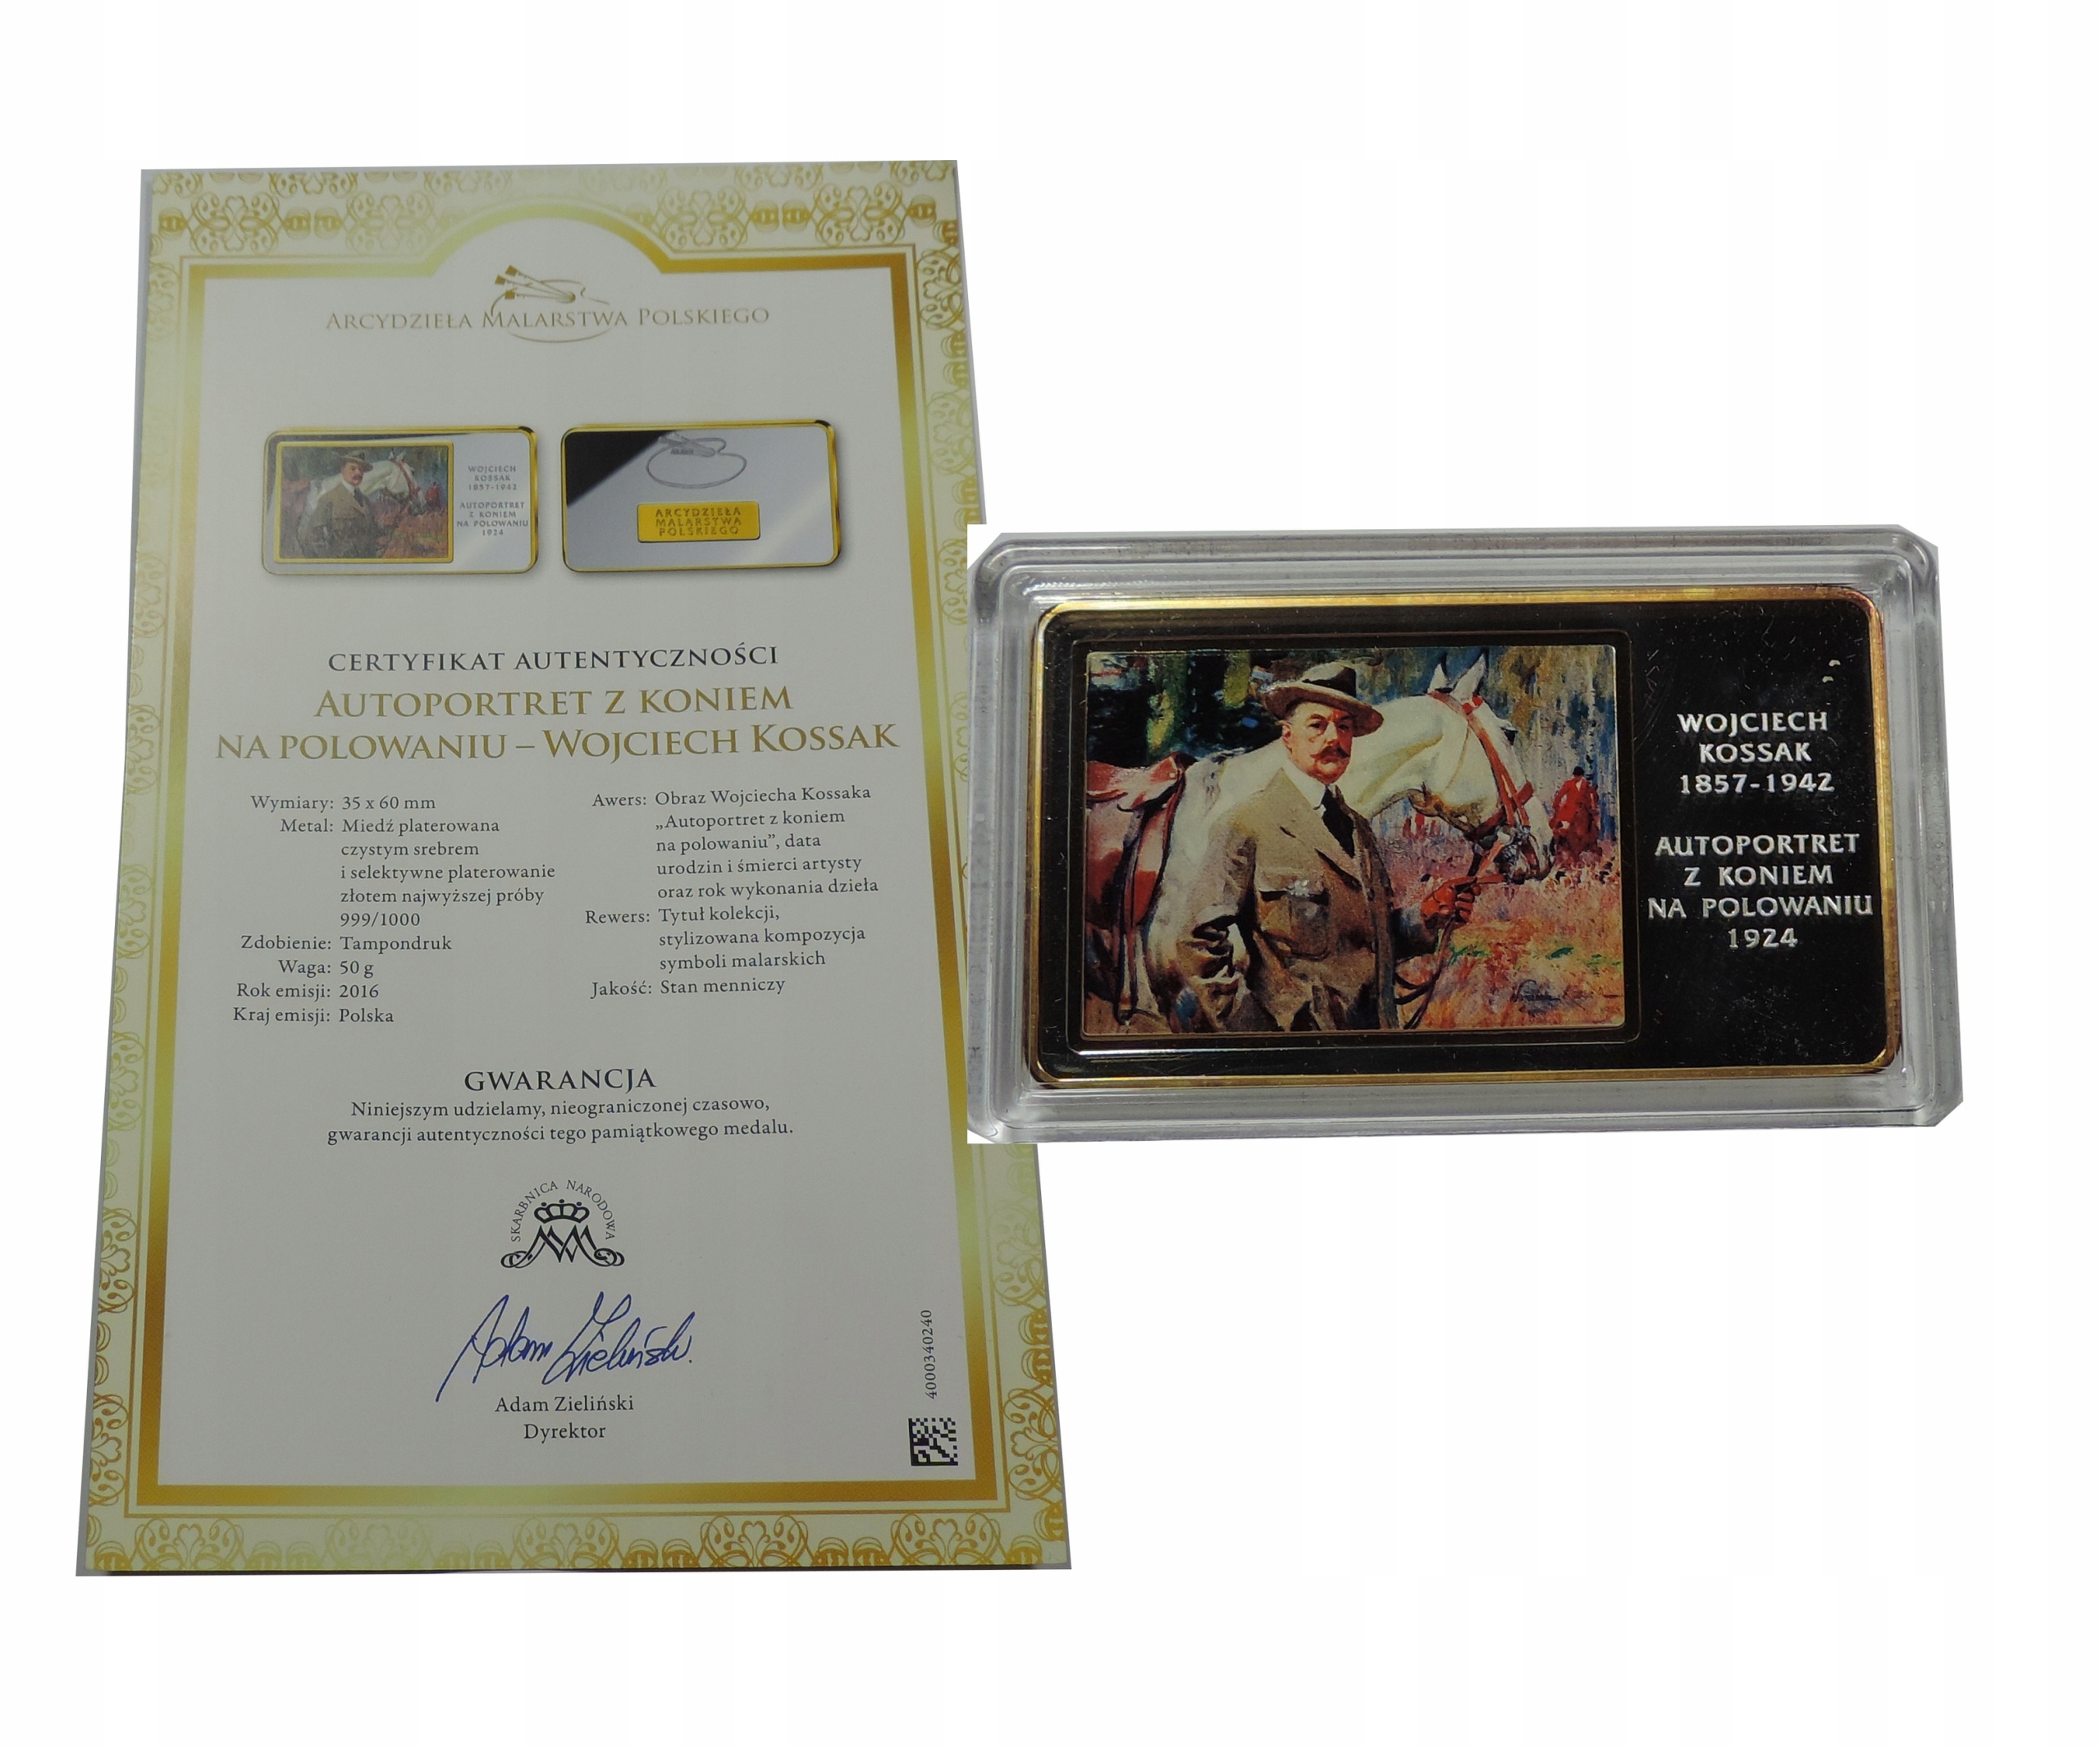 ARCYDZIEŁA MALARSTWA POLSKIEGO
WOJCIECH
KOSSAK
1857-1942
AUTOPORTRET
Z KONIEM
NA POLOWANIU
1924
ARCYDZIEŁA
MALARSTWA
POLSKIEGO
CERTYFIKAT AUTENTYCZNOŚCI
AUTOPORTRET Z KONIEM
NA POLOWANIU – WOJCIECH KOSSAK
Wymiary: 35 x 60 mm
Metal: Miedź platerowana
czystym srebrem
i selektywne platerowanie
złotem najwyższej próby
999/1000
Zdobienie: Tampondruk
Waga: 50 g
Rok emisji: 2016
Kraj emisji: Polska
Awers: Obraz Wojciecha Kossaka
„Autoportret z koniem
na polowaniu”, data
urodzin i śmierci artysty
oraz rok wykonania dzieła
Rewers: Tytuł kolekcji,
stylizowana kompozycja
symboli malarskich
Jakość: Stan menniczy
GWARANCJA
Niniejszym udzielamy, nieograniczonej czasowo,
gwarancji autentyczności tego pamiątkowego medalu.
SKARBNICA NARODOWA
Adam Zieliński.
Adam Zieliński
Dyrektor
4000340240
WOJCIECH
KOSSAK
1857-1942
AUTOPORTRET
Z KONIEM
NA POLOWANIU
1924